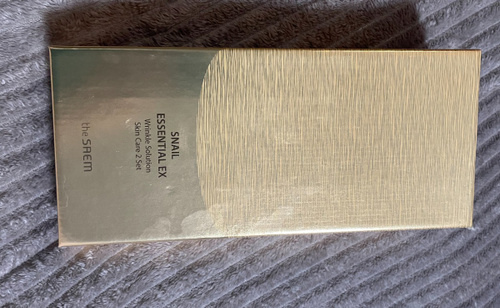 SNAIL
ESSENTIAL EX
Wrinkle Solution
Skin Care 2 Set
the SAEM